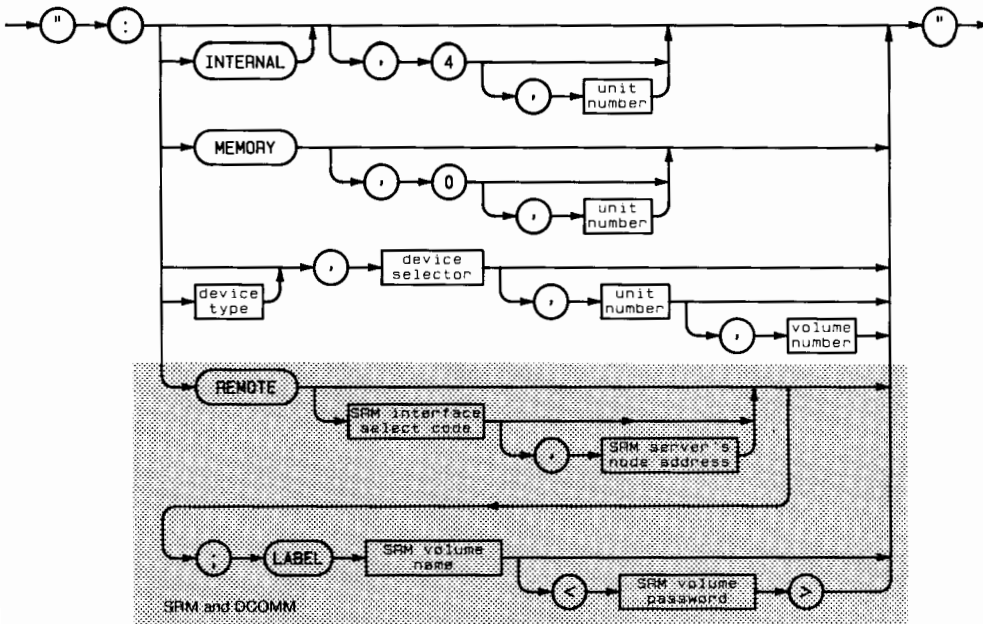 " : "
INTERNAL , 4 , unit
number
MEMORY , 0 , unit
number
, device
selector
device
type , unit
number , volume
number
REMOTE
SRM interface
select code , SRM server's
node address
; LABEL SRM volume
name
< SRM volume
password >
SRM and DCOMM